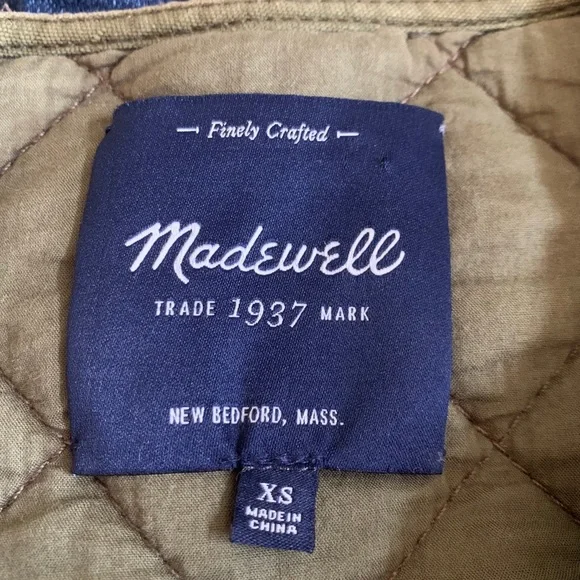 Finely Crafted
Madewell
TRADE 1937 MARK
NEW BEDFORD, MASS.
XS
MADE IN
CHINA